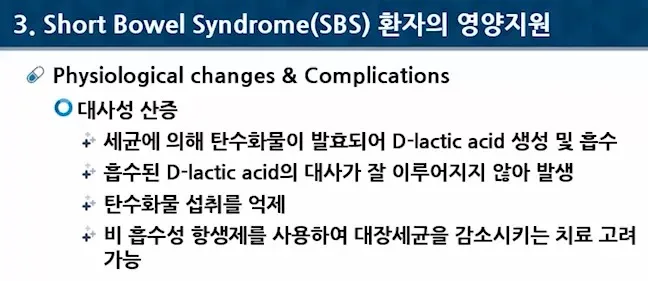 3. Short Bowel Syndrome(SBS) 환자의 영양지원
Physiological changes & Complications
대사성 산증
세균에 의해 탄수화물이 발효되어 D-lactic acid 생성 및 흡수
흡수된 D-lactic acid의 대사가 잘 이루어지지 않아 발생
탄수화물 섭취를 억제
비 흡수성 항생제를 사용하여 대장세균을 감소시키는 치료 고려
가능